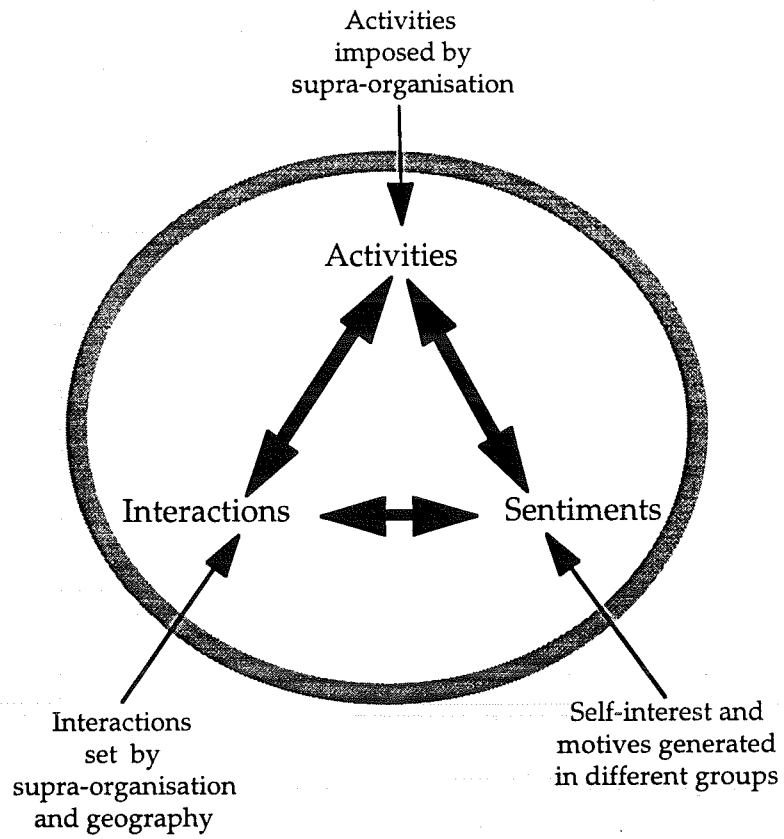 Activities
imposed by
supra-organisation
Activities
Interactions
Sentiments
Interactions
set by
supra-organisation
and geography
Self-interest and
motives generated
in different groups